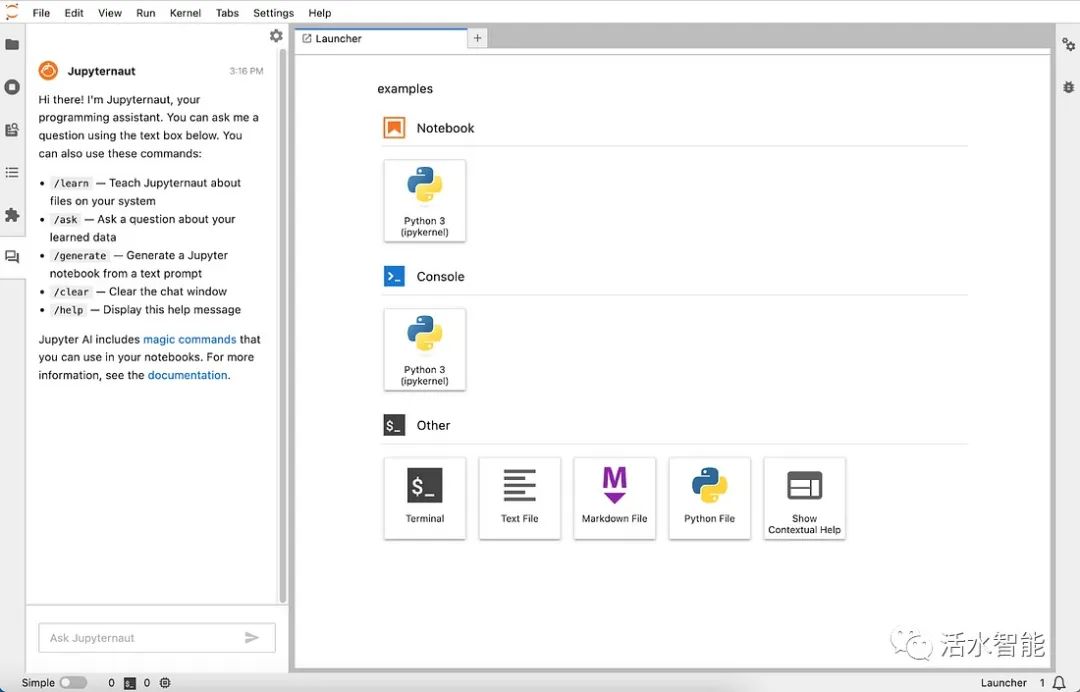 File Edit View Run Kernel Tabs Settings Help
Launcher
Jupyternaut 3:16 PM
Hi there! I'm Jupyternaut, your
programming assistant. You can ask me a
question using the text box below. You
can also use these commands:
• /learn — Teach Jupyternaut about
files on your system
• /ask — Ask a question about your
learned data
• /generate — Generate a Jupyter
notebook from a text prompt
• /clear — Clear the chat window
• /help — Display this help message
Jupyter AI includes magic commands that
you can use in your notebooks. For more
information, see the documentation.
Ask Jupyternaut
examples
Notebook
Python 3
(ipykernel)
>_ Console
Python 3
(ipykernel)
$_ Other
$_
Terminal
Text File
M
Markdown File
Python File
Show
Contextual Help
活水智能
Simple 0 $_ 0 Launcher 1